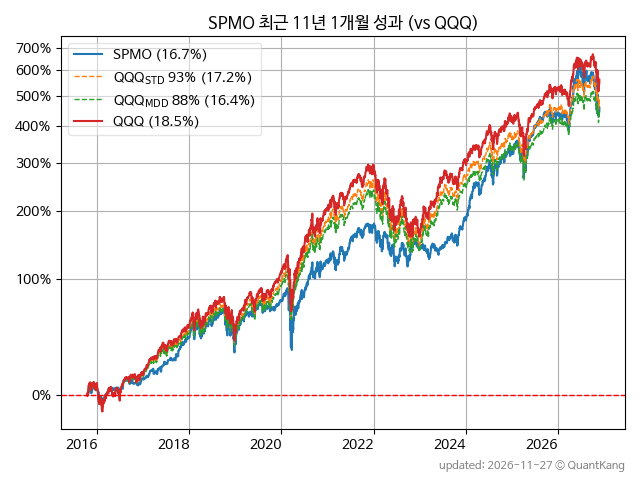 SPMO 최근 11년 1개월 성과 (vs QQQ)
SPMO (16.7%)
QQQSTD 93% (17.2%)
QQQMDD 88% (16.4%)
QQQ (18.5%)
700%
600%
500%
400%
300%
200%
100%
0%
2016 2018 2020 2022 2024 2026
updated: 2026-11-27 © QuantKang